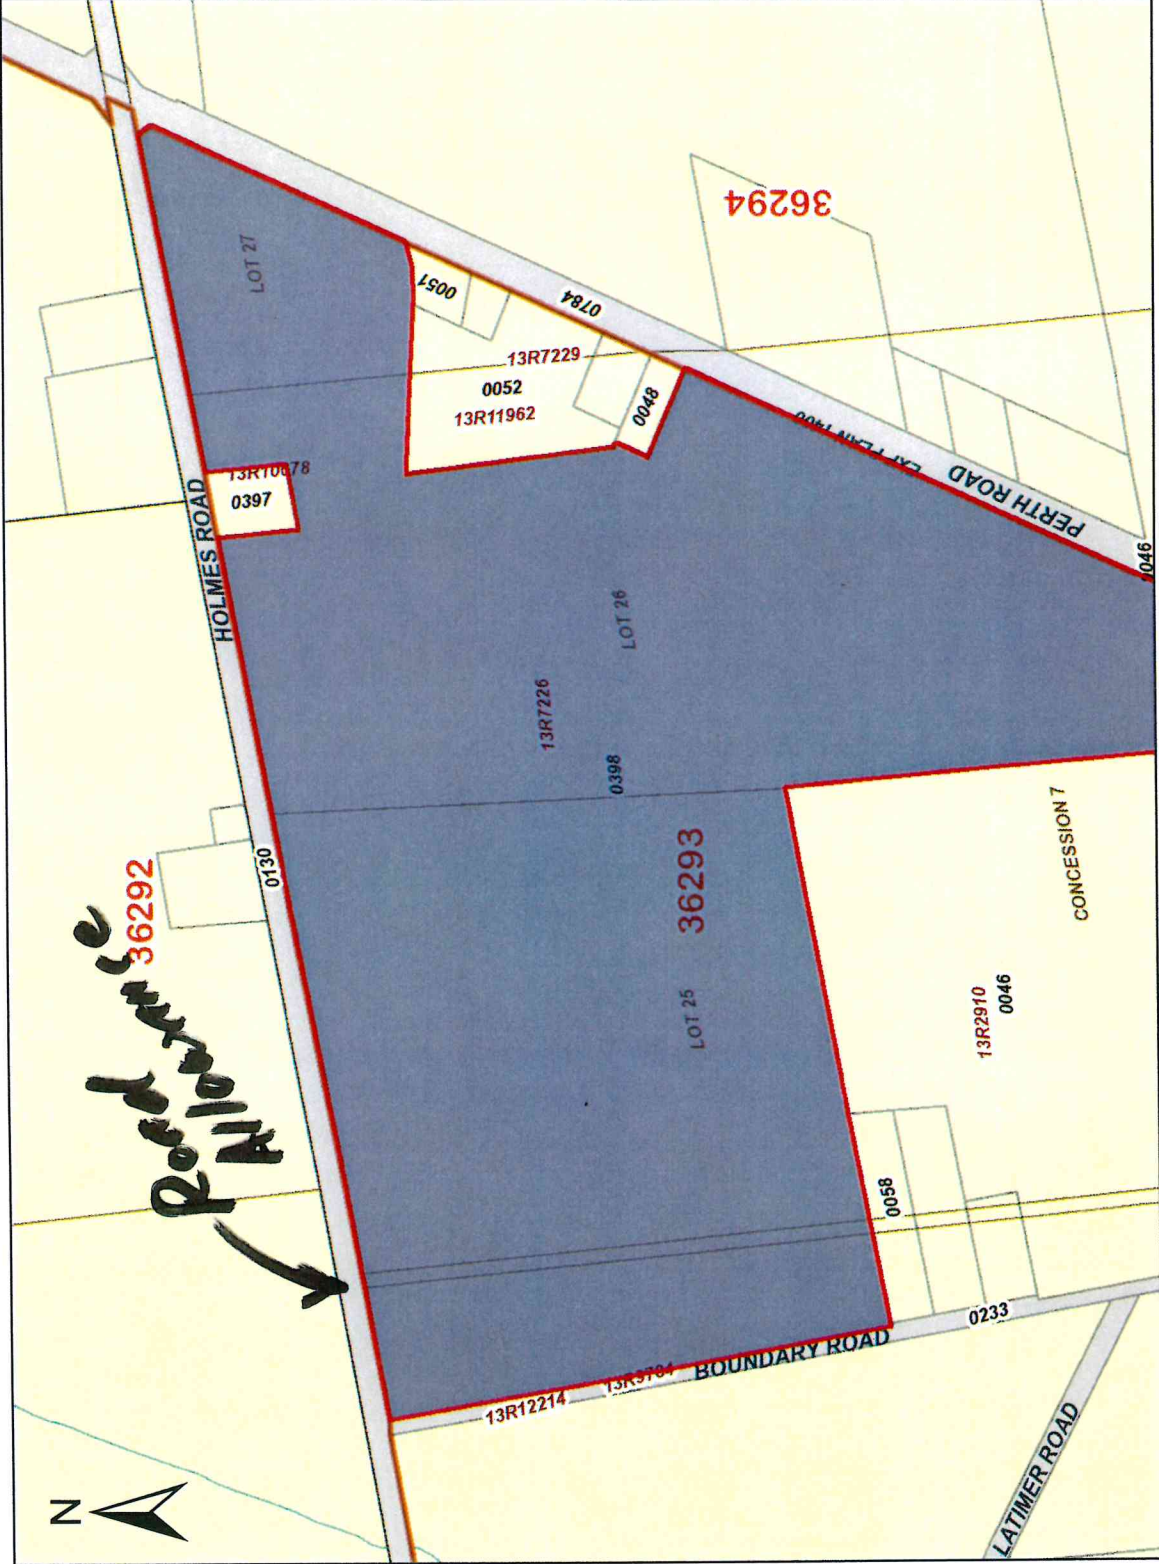 N
36292
Road
Allowance
HOLMES ROAD
0130
LOT 27
13R10678
0397
0051
0784
13R7229
0052
13R11962
0048
36294
PERTH ROAD
0046
LOT 26
13R7226
0398
36293
LOT 25
CONCESSION 7
13R2910
0046
0058
0233
BOUNDARY ROAD
13R12214
LATIMER ROAD